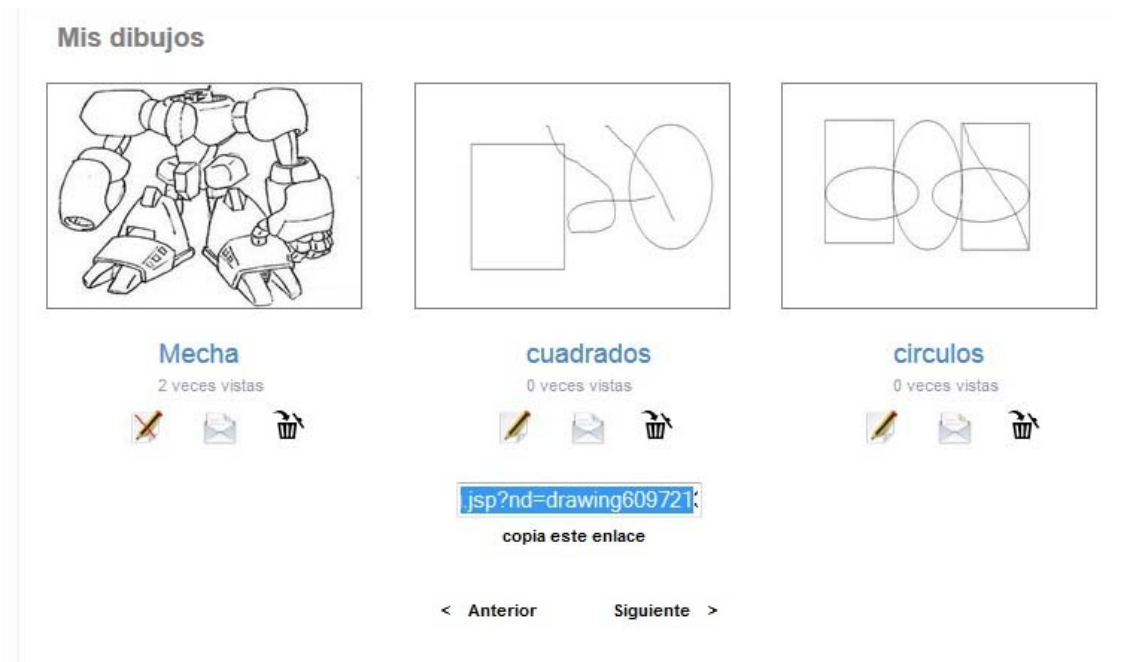 Mis dibujos
Mecha
2 veces vistas
cuadrados
0 veces vistas
circulos
0 veces vistas
.jsp?nd=drawing609721
copia este enlace
< Anterior Siguiente >